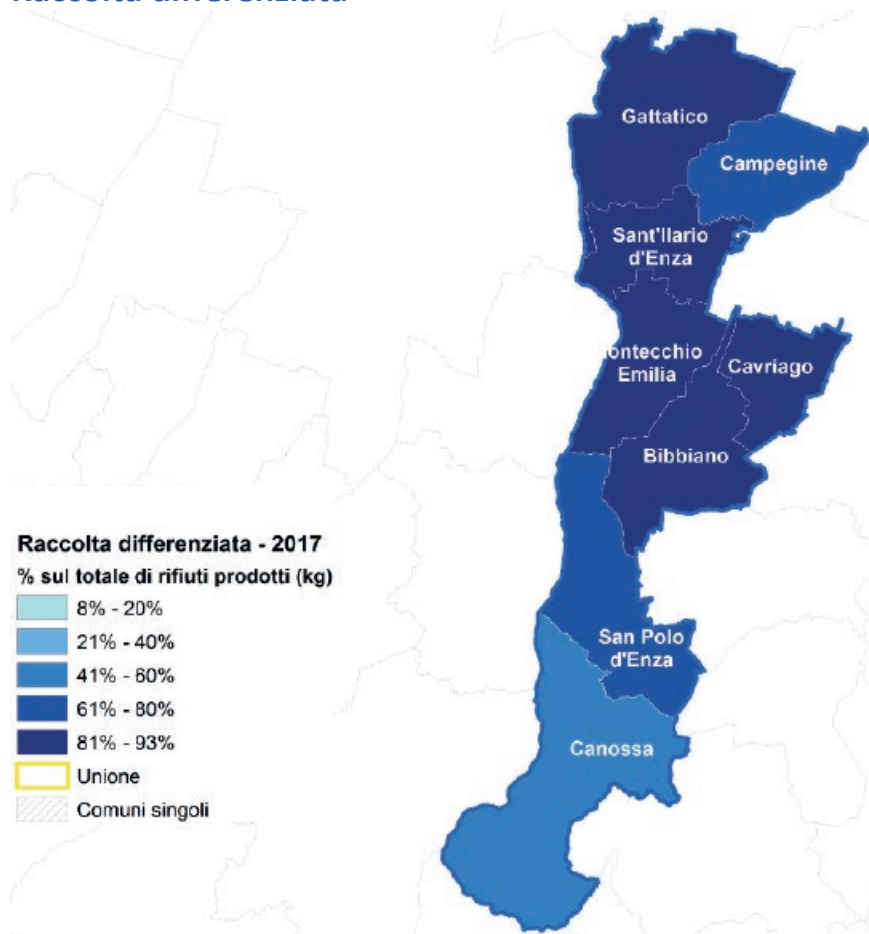 Gattatico
Campegine
Sant'Ilario
d'Enza
ontecchio
Emilia
Cavriago
Bibbiano
San Polo
d'Enza
Canossa
Raccolta differenziata - 2017
% sul totale di rifiuti prodotti (kg)
8% - 20%
21% - 40%
41% - 60%
61% - 80%
81% - 93%
Unione
Comuni singoli